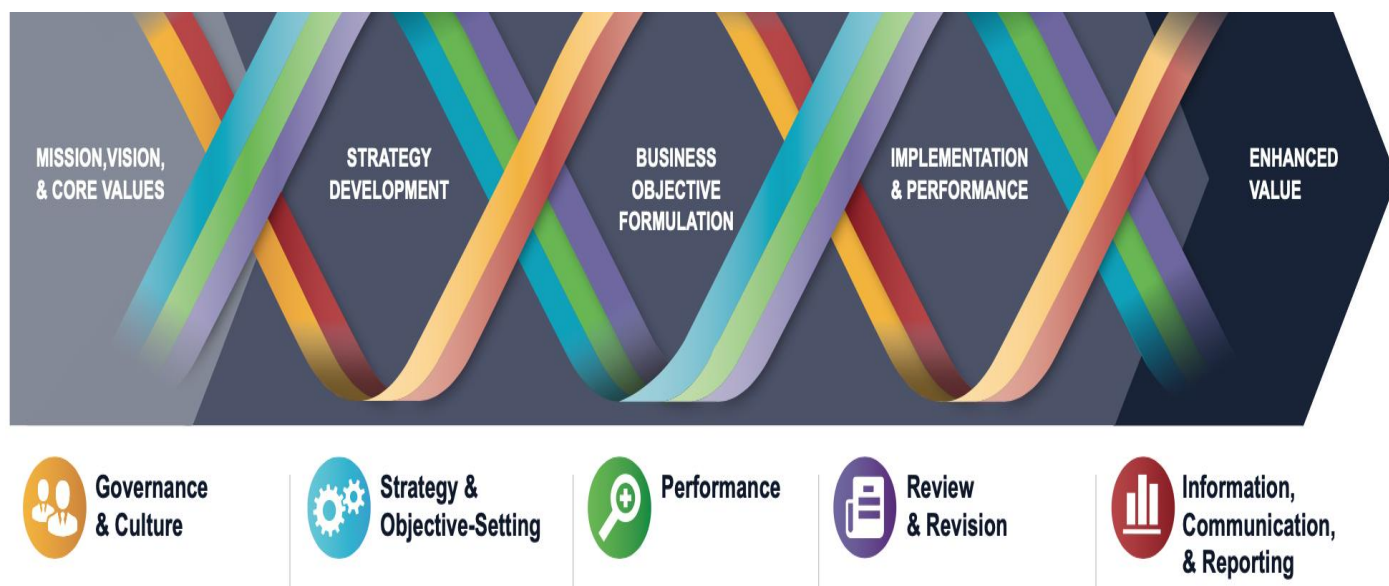 MISSION,VISION,
& CORE VALUES
STRATEGY
DEVELOPMENT
BUSINESS
OBJECTIVE
FORMULATION
IMPLEMENTATION
& PERFORMANCE
ENHANCED
VALUE
Governance
& Culture
Strategy &
Objective-Setting
Performance
Review
& Revision
Information,
Communication,
& Reporting